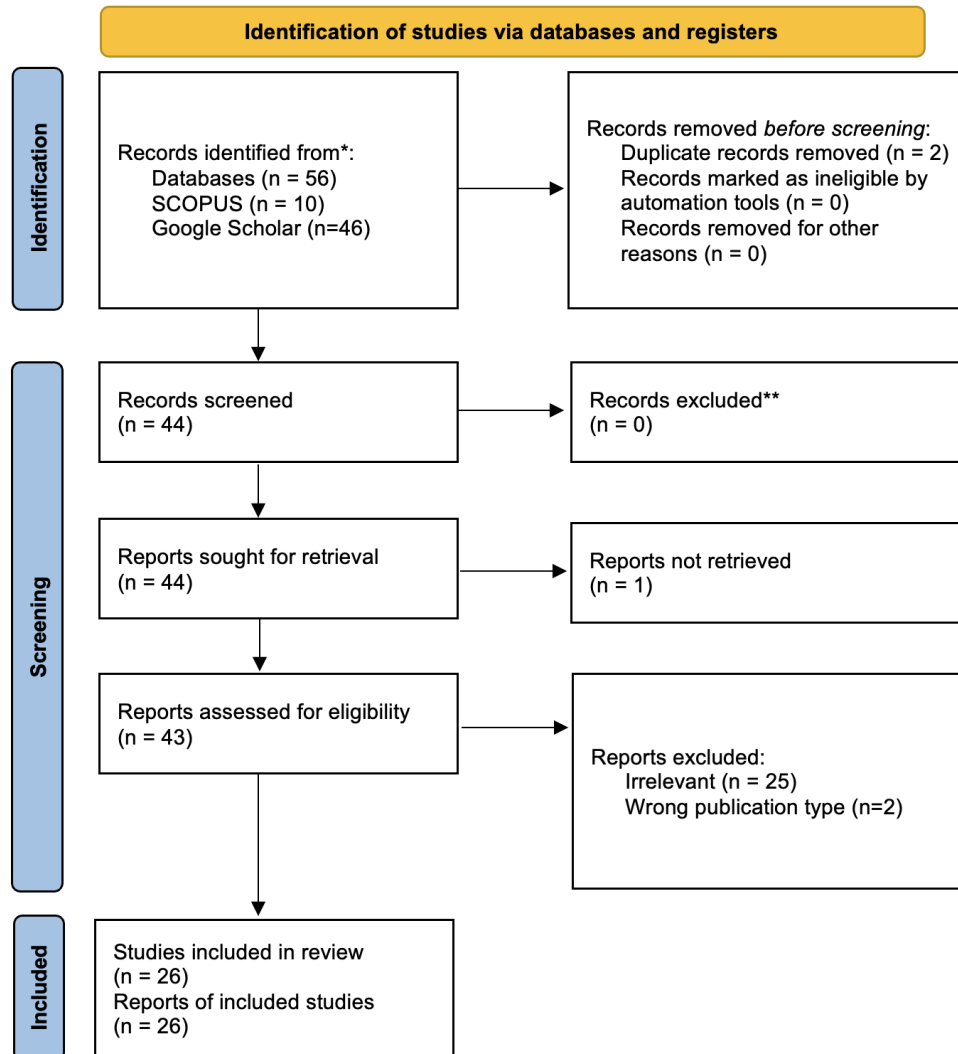 Identification of studies via databases and registers
Identification
Records identified from*:
Databases (n = 56)
SCOPUS (n = 10)
Google Scholar (n=46)
Records removed before screening:
Duplicate records removed (n = 2)
Records marked as ineligible by
automation tools (n = 0)
Records removed for other
reasons (n = 0)
Screening
Records screened
(n = 44)
Records excluded**
(n = 0)
Reports sought for retrieval
(n = 44)
Reports not retrieved
(n = 1)
Reports assessed for eligibility
(n = 43)
Reports excluded:
Irrelevant (n = 25)
Wrong publication type (n=2)
Included
Studies included in review
(n = 26)
Reports of included studies
(n = 26)